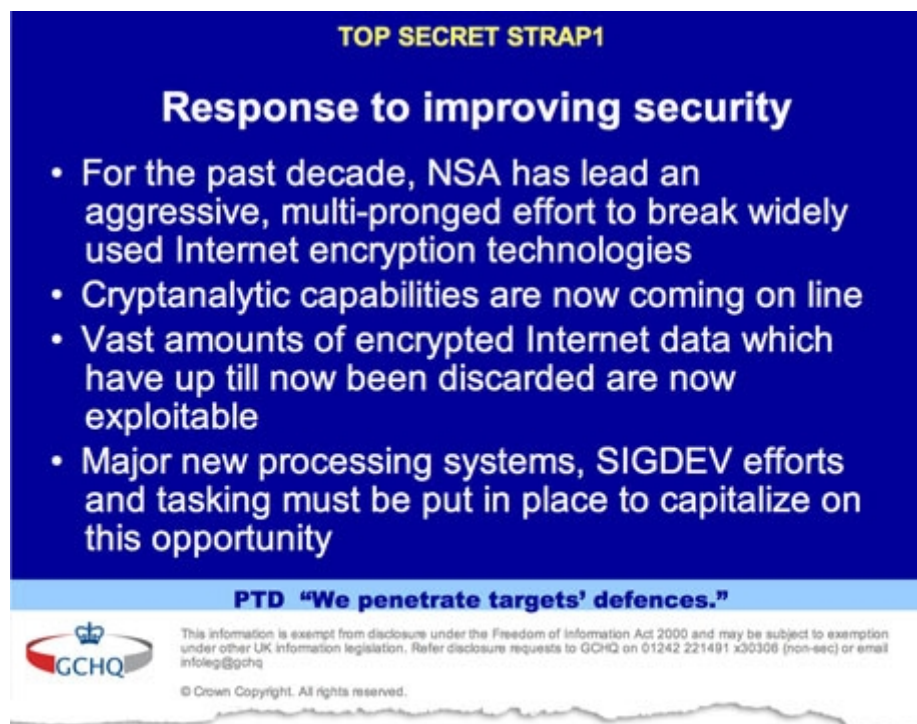 TOP SECRET STRAP1
Response to improving security
• For the past decade, NSA has lead an
aggressive, multi-pronged effort to break widely
used Internet encryption technologies
• Cryptanalytic capabilities are now coming on line
• Vast amounts of encrypted Internet data which
have up till now been discarded are now
exploitable
• Major new processing systems, SIGDEV efforts
and tasking must be put in place to capitalize on
this opportunity
PTD “We penetrate targets’ defences.”
GCHQ
This information is exempt from disclosure under the Freedom of Information Act 2000 and may be subject to exemption
under other UK information legislation. Refer disclosure requests to GCHQ on 01242 221491 x30306 (non-sec) or email
infoleg@gchq
© Crown Copyright. All rights reserved.